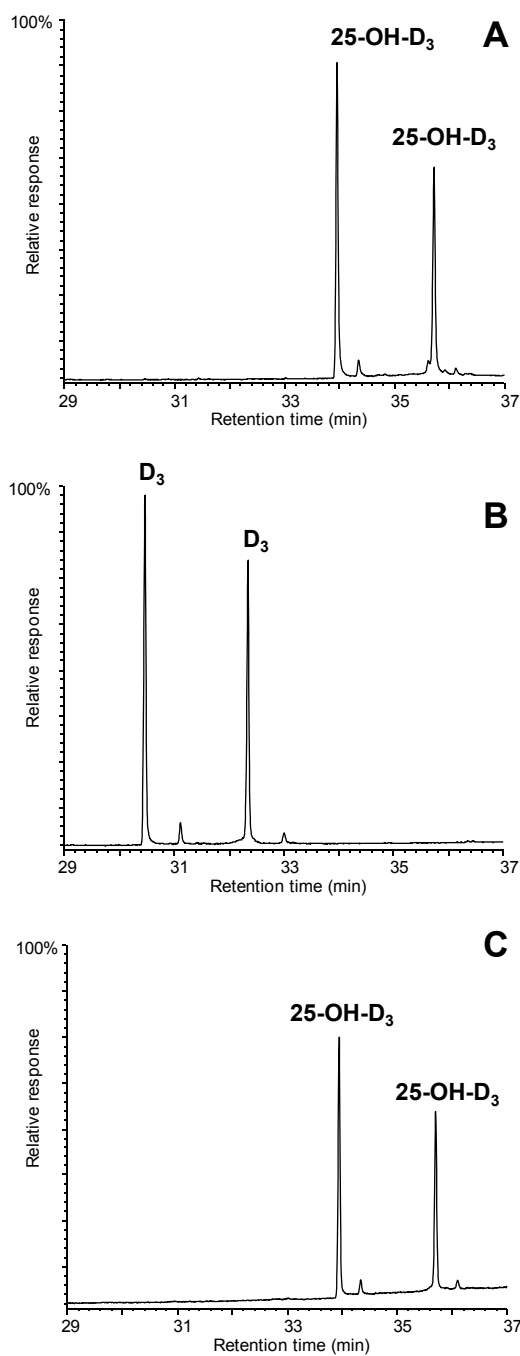 100%
A
25-OH-D₃
25-OH-D₃
Relative response
29 31 33 35 37
Retention time (min)
100%
B
D₃
D₃
Relative response
29 31 33 35 37
Retention time (min)
100%
C
25-OH-D₃
25-OH-D₃
Relative response
29 31 33 35 37
Retention time (min)